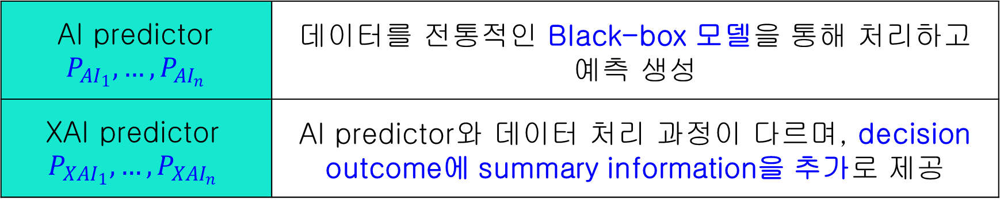 AI predictor
P_{AI_1}, ... , P_{AI_n}
데이터를 전통적인 Black-box 모델을 통해 처리하고
예측 생성
XAI predictor
P_{XAI_1}, ... , P_{XAI_n}
AI predictor와 데이터 처리 과정이 다르며, decision
outcome에 summary information을 추가로 제공